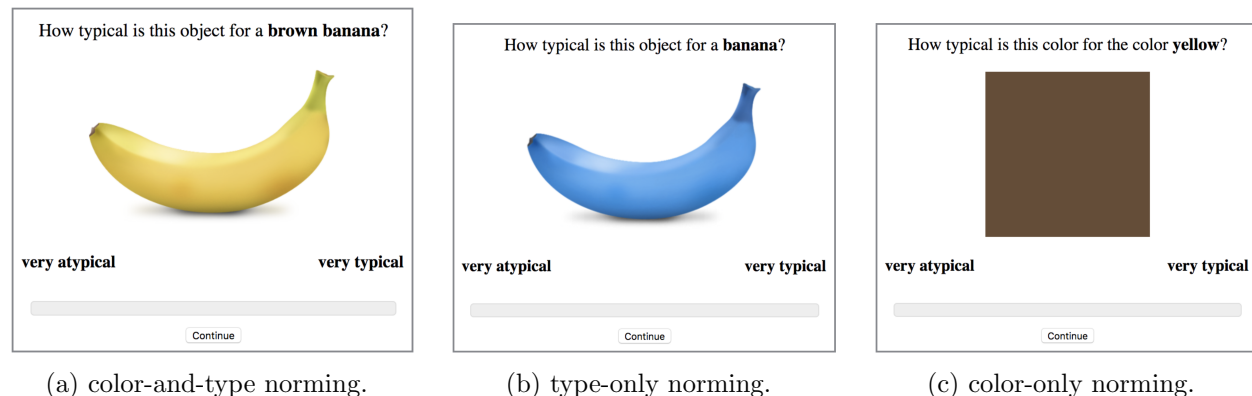 How typical is this object for a brown banana?
very atypical very typical
Continue
(a) color-and-type norming.
How typical is this object for a banana?
very atypical very typical
Continue
(b) type-only norming.
How typical is this color for the color yellow?
very atypical very typical
Continue
(c) color-only norming.